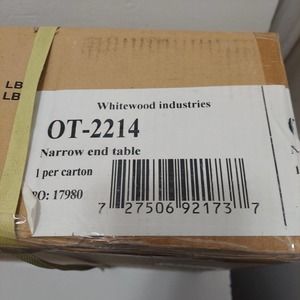 LB
LB
Whitewood industries
OT-2214
Narrow end table
1 per carton
PO: 17980
7 27506 92173 7